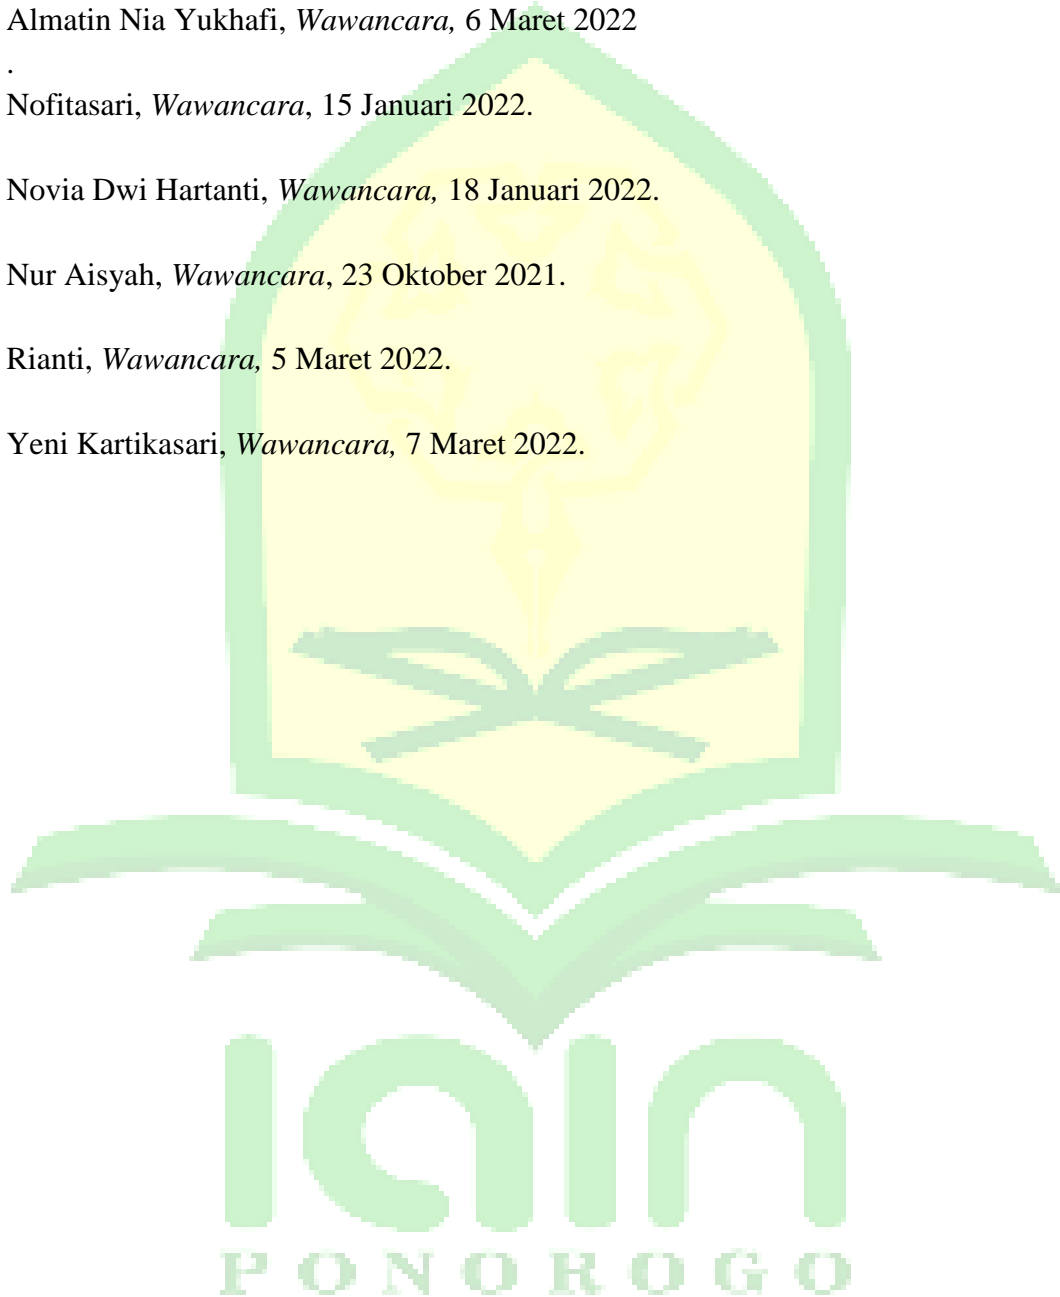 Almatin Nia Yukhafi, Wawancara, 6 Maret 2022
.
Nofitasari, Wawancara, 15 Januari 2022.
Novia Dwi Hartanti, Wawancara, 18 Januari 2022.
Nur Aisyah, Wawancara, 23 Oktober 2021.
Rianti, Wawancara, 5 Maret 2022.
Yeni Kartikasari, Wawancara, 7 Maret 2022.
iain
PONOROGO